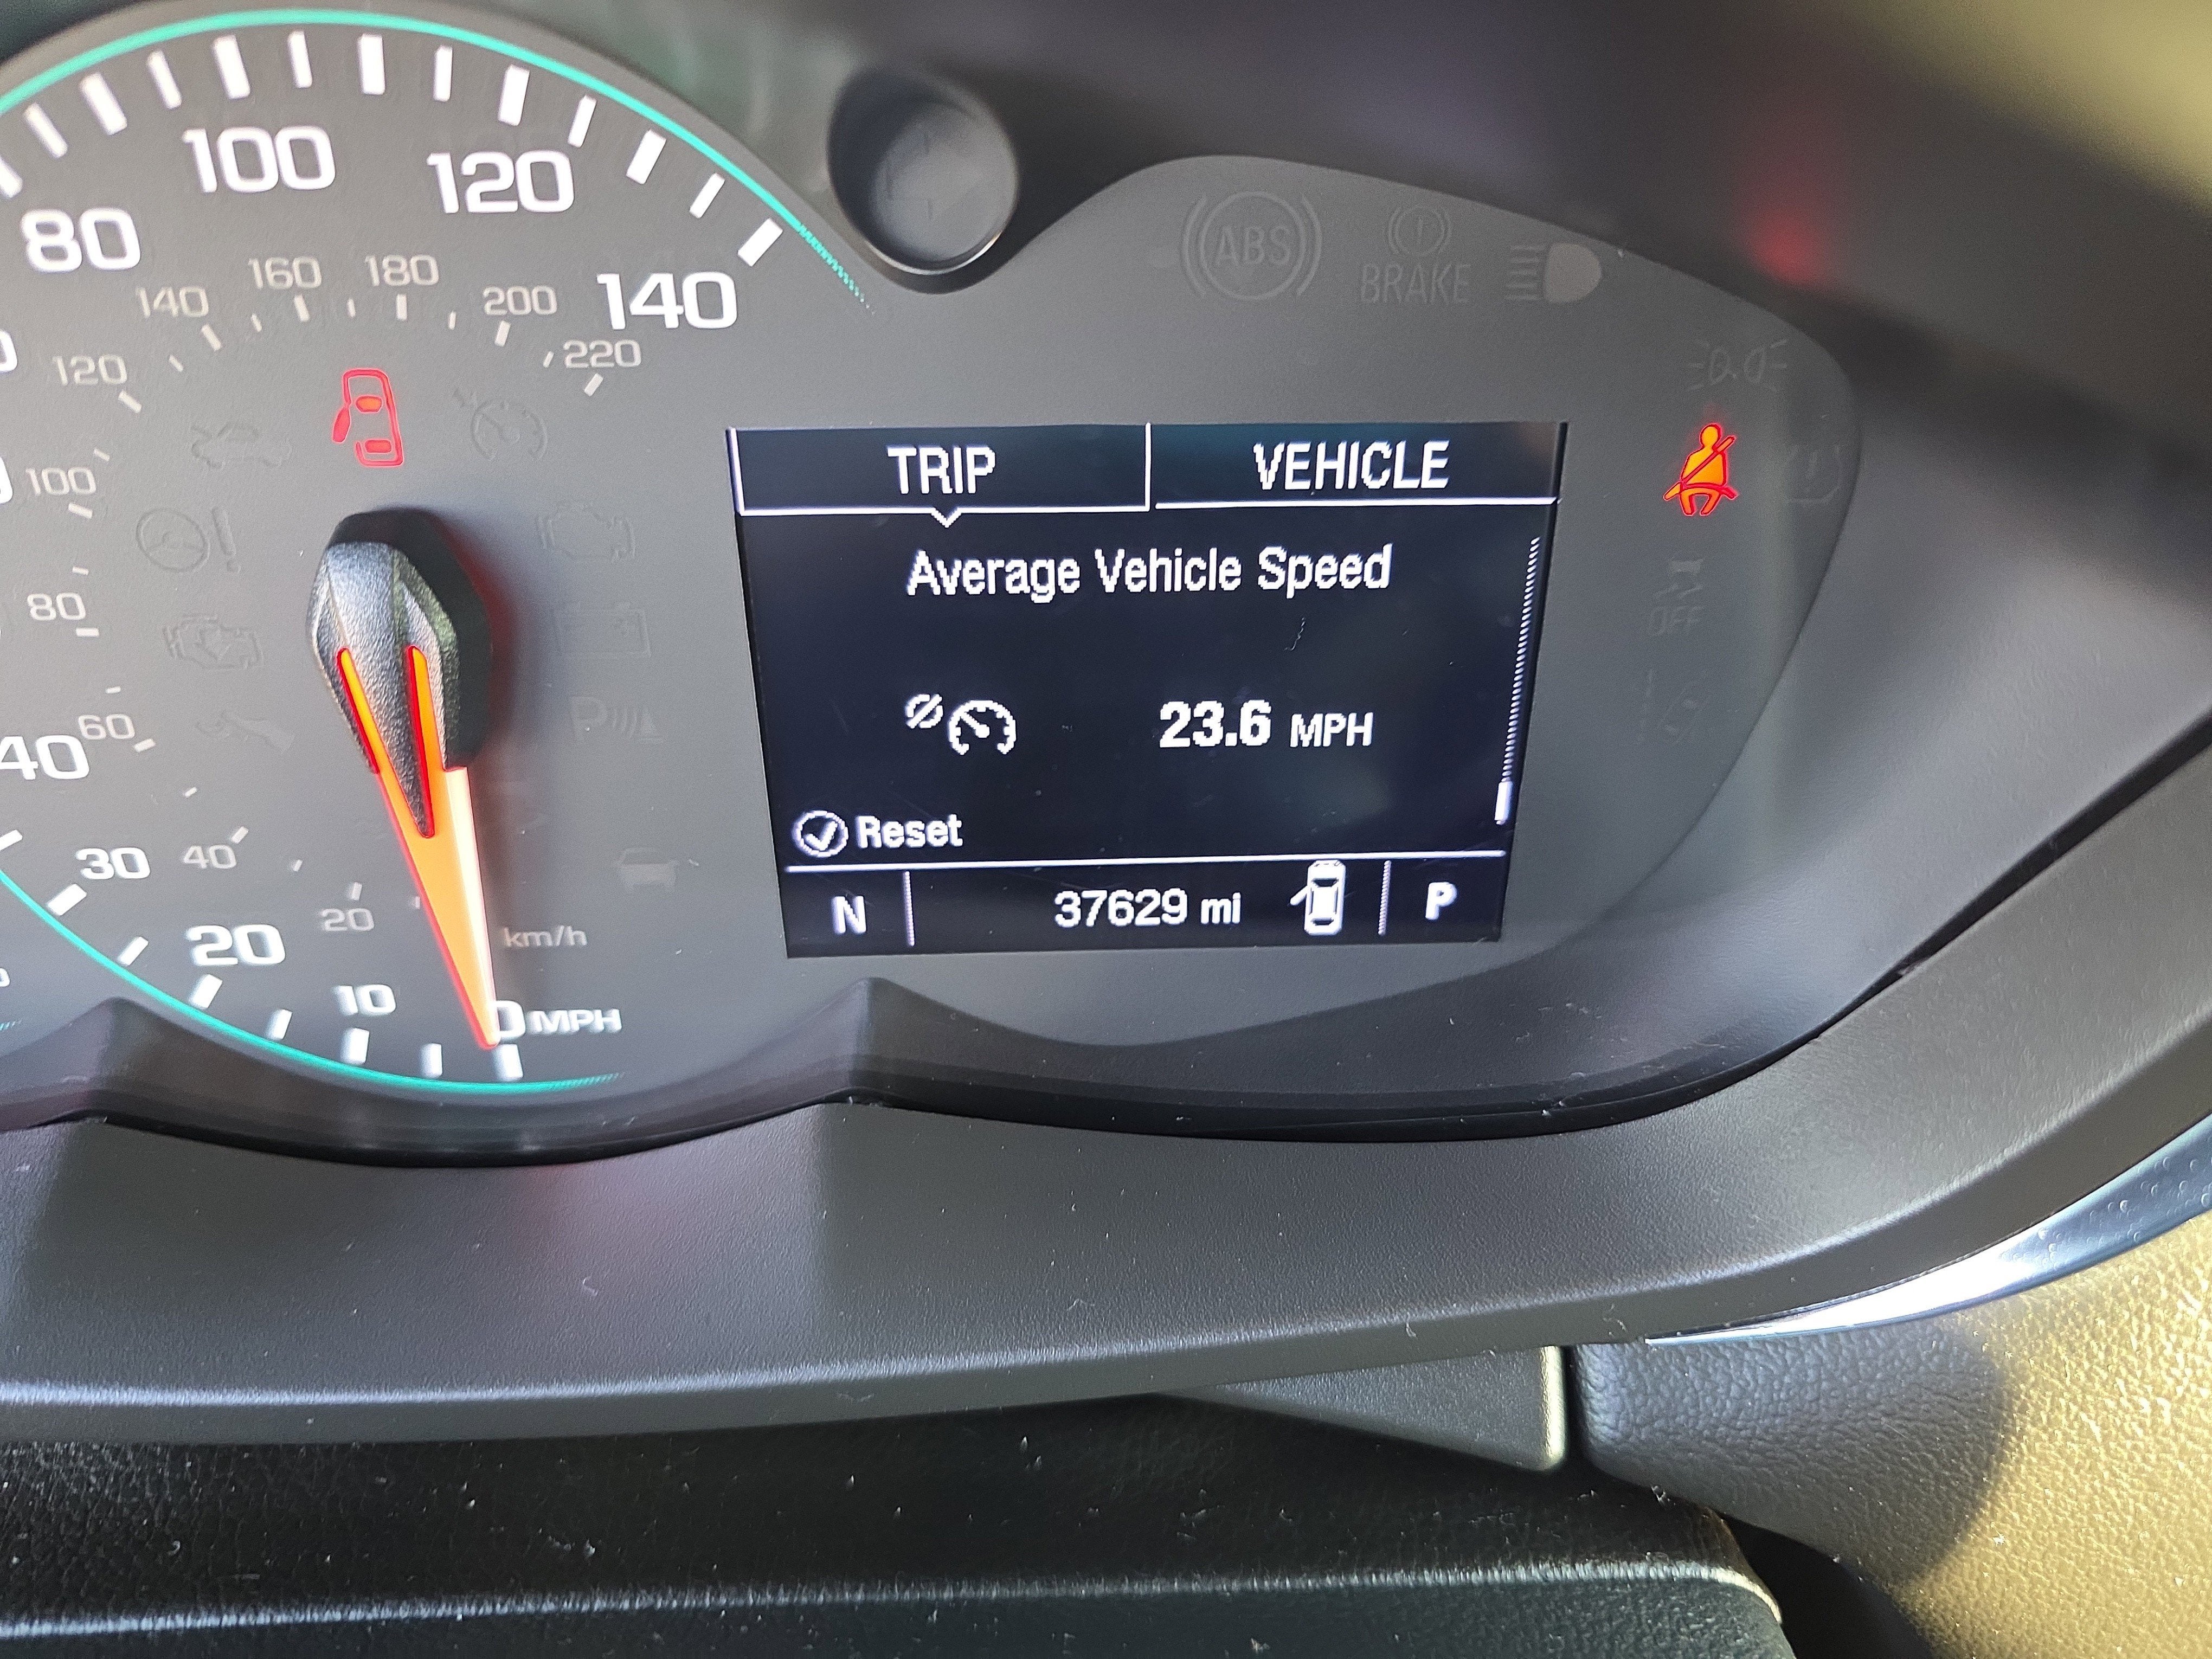 100
120
80
160 180
140
200
140
220
120
100
80
60
40
30
40
20
20
km/h
10
0 MPH
ABS
BRAKE
OFF
TRIP
VEHICLE
Average Vehicle Speed
23.6 MPH
Reset
N
37629 mi
P